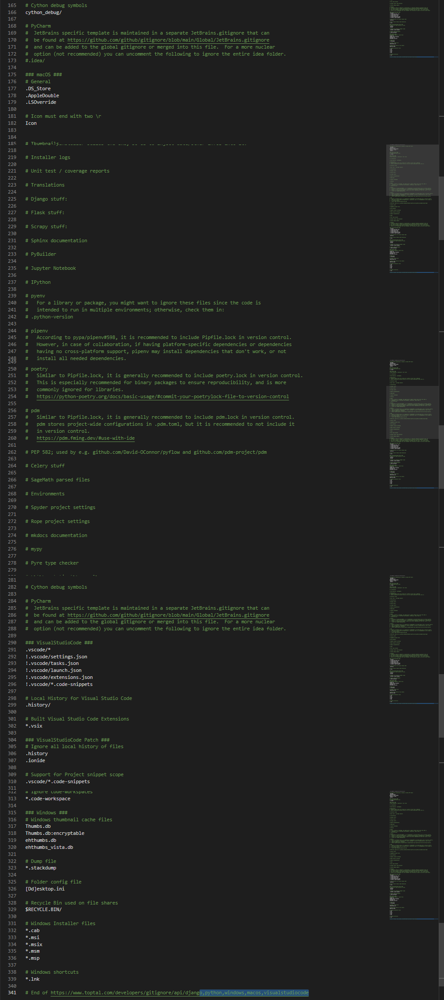 165 # Cython debug symbols
166 cython_debug/
167
168 # PyCharm
169 #  JetBrains specific template is maintained in a separate JetBrains.gitignore that can
170 #  be found at https://github.com/github/gitignore/blob/main/Global/JetBrains.gitignore
171 #  and can be added to the global gitignore or merged into this file.  For a more nuclear
172 #  option (not recommended) you can uncomment the following to ignore the entire idea folder.
173 #.idea/
174
175 ### macOS ###
176 # General
177 .DS_Store
178 .AppleDouble
179 .LSOverride
180
181 # Icon must end with two \r
182 Icon
183
184
185 # Thumbnails
218
219 # Installer logs
220
221 # Unit test / coverage reports
222
223 # Translations
224
225 # Django stuff:
226
227 # Flask stuff:
228
229 # Scrapy stuff:
230
231 # Sphinx documentation
232
233 # PyBuilder
234
235 # Jupyter Notebook
236
237 # IPython
238
239 # pyenv
240 #   For a library or package, you might want to ignore these files since the code is
241 #   intended to run in multiple environments; otherwise, check them in:
242 # .python-version
243
244 # pipenv
245 #   According to pypa/pipenv#598, it is recommended to include Pipfile.lock in version control.
246 #   However, in case of collaboration, if having platform-specific dependencies or dependencies
247 #   having no cross-platform support, pipenv may install dependencies that don't work, or not
248 #   install all needed dependencies.
249
250 # poetry
251 #   Similar to Pipfile.lock, it is generally recommended to include poetry.lock in version control.
252 #   This is especially recommended for binary packages to ensure reproducibility, and is more
253 #   commonly ignored for libraries.
254 #   https://python-poetry.org/docs/basic-usage/#commit-your-poetrylock-file-to-version-control
255
256 # pdm
257 #   Similar to Pipfile.lock, it is generally recommended to include pdm.lock in version control.
258 #   pdm stores project-wide configurations in .pdm.toml, but it is recommended to not include it
259 #   in version control.
260 #   https://pdm.fming.dev/#use-with-ide
261
262 # PEP 582; used by e.g. github.com/David-OConnor/pyflow and github.com/pdm-project/pdm
263
264 # Celery stuff
265
266 # SageMath parsed files
267
268 # Environments
269
270 # Spyder project settings
271
272 # Rope project settings
273
274 # mkdocs documentation
275
276 # mypy
277
278 # Pyre type checker
279
281
282 # Cython debug symbols
283
284 # PyCharm
285 #  JetBrains specific template is maintained in a separate JetBrains.gitignore that can
286 #  be found at https://github.com/github/gitignore/blob/main/Global/JetBrains.gitignore
287 #  and can be added to the global gitignore or merged into this file.  For a more nuclear
288 #  option (not recommended) you can uncomment the following to ignore the entire idea folder.
289
290 ### VisualStudioCode ###
291 .vscode/*
292 !.vscode/settings.json
293 !.vscode/tasks.json
294 !.vscode/launch.json
295 !.vscode/extensions.json
296 !.vscode/*.code-snippets
297
298 # Local History for Visual Studio Code
299 .history/
300
301 # Built Visual Studio Code Extensions
302 *.vsix
303
304 ### VisualStudioCode Patch ###
305 # Ignore all local history of files
306 .history
307 .ionide
308
309 # Support for Project snippet scope
310 .vscode/*.code-snippets
311
312 # Ignore code-workspaces
313 *.code-workspace
314
315 ### Windows ###
316 # Windows thumbnail cache files
317 Thumbs.db
318 Thumbs.db:encryptable
319 ehthumbs.db
320 ehthumbs_vista.db
321
322 # Dump file
323 *.stackdump
324
325 # Folder config file
326 [Dd]esktop.ini
327
328 # Recycle Bin used on file shares
329 $RECYCLE.BIN/
330
331 # Windows Installer files
332 *.cab
333 *.msi
334 *.msix
335 *.msm
336 *.msp
337
338 # Windows shortcuts
339 *.lnk
340
341 # End of https://www.toptal.com/developers/gitignore/api/django,python,windows,macos,visualstudiocode